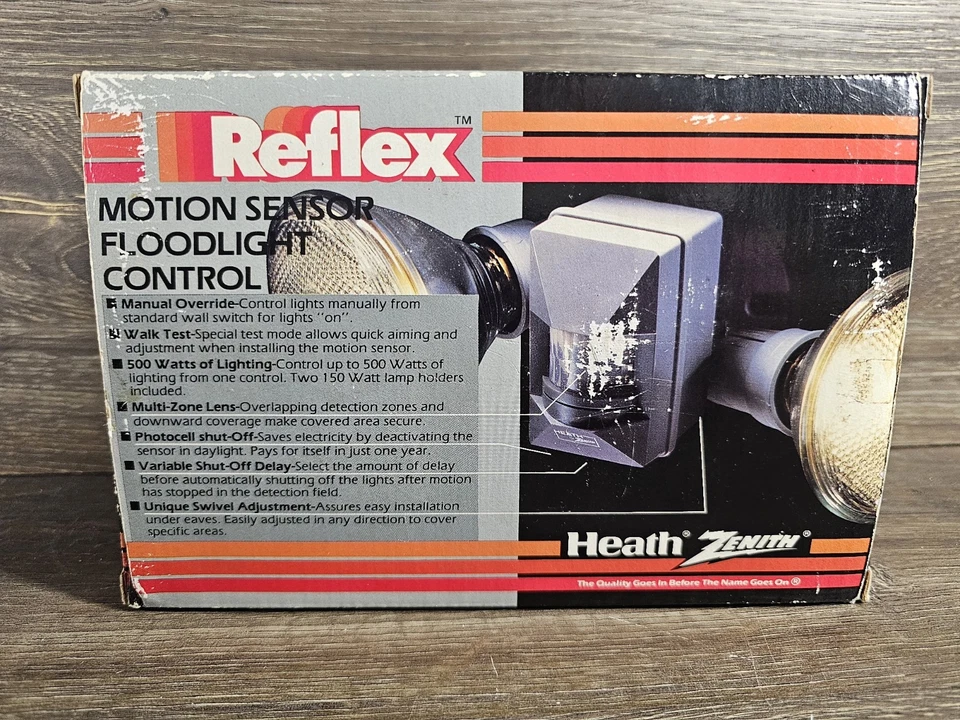 Reflex™
MOTION SENSOR
FLOODLIGHT
CONTROL
■ Manual Override-Control lights manually from
standard wall switch for lights "on".
■ Walk Test-Special test mode allows quick aiming and
adjustment when installing the motion sensor.
■ 500 Watts of Lighting-Control up to 500 Watts of
lighting from one control. Two 150 Watt lamp holders
included.
■ Multi-Zone Lens-Overlapping detection zones and
downward coverage make covered area secure.
■ Photocell shut-Off-Saves electricity by deactivating the
sensor in daylight. Pays for itself in just one year.
■ Variable Shut-Off Delay-Select the amount of delay
before automatically shutting off the lights after motion
has stopped in the detection field.
■ Unique Swivel Adjustment-Assures easy installation
under eaves. Easily adjusted in any direction to cover
specific areas.
HEATH
Heath® ZENITH®
The Quality Goes In Before The Name Goes On®